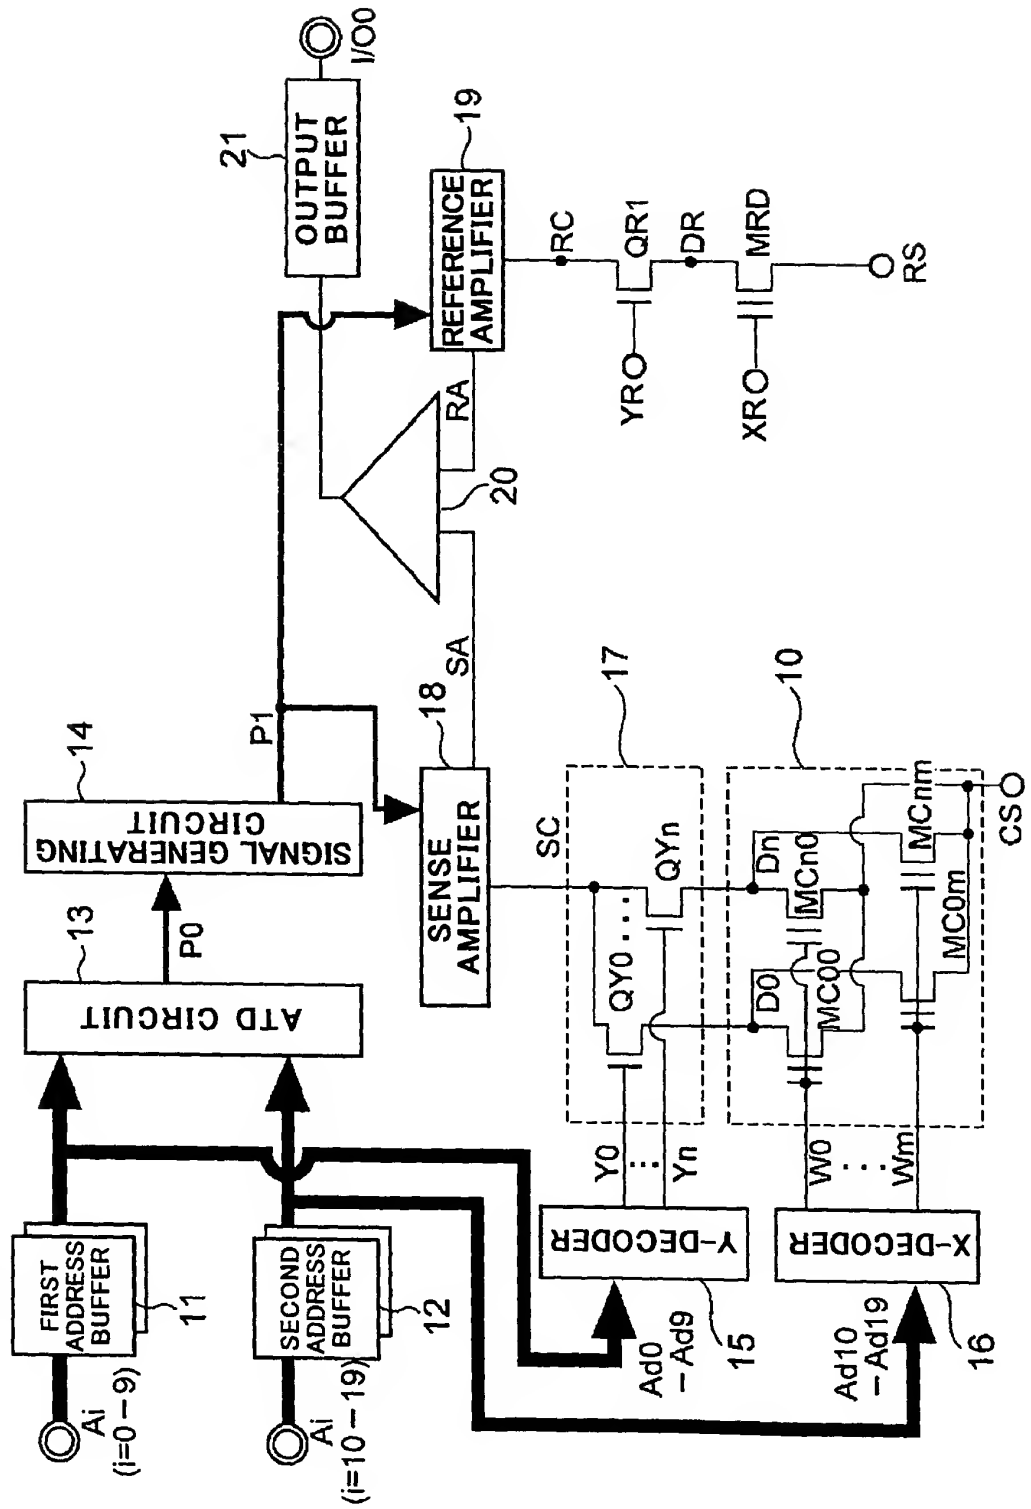 Ai
(i=0-9)
FIRST
ADDRESS
BUFFER
11
Ai
(i=10-19)
SECOND
ADDRESS
BUFFER
12
ATD CIRCUIT
13
P0
SIGNAL GENERATING
CIRCUIT
14
P1
OUTPUT
BUFFER
21
I/O0
SENSE
AMPLIFIER
18
SA
20
RA
REFERENCE
AMPLIFIER
19
RC
QR1
YR
DR
MRD
XR
RS
Ad0
-Ad9
Y-DECODER
15
Y0
Yn
SC
17
QY0
QYn
Ad10
-Ad19
X-DECODER
16
W0
Wm
10
D0
Dn
MC00
MCn0
MC0m
MCnm
CS